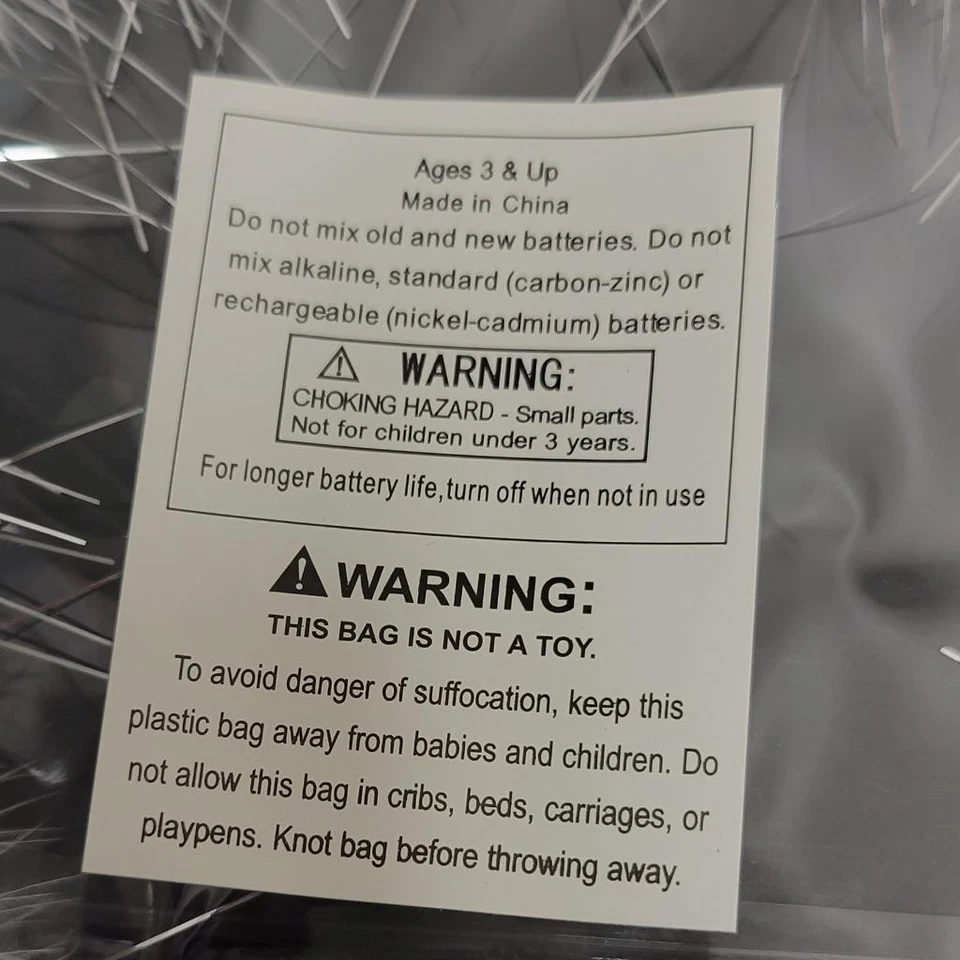 Ages 3 & Up
Made in China
Do not mix old and new batteries. Do not
mix alkaline, standard (carbon-zinc) or
rechargeable (nickel-cadmium) batteries.
WARNING:
CHOKING HAZARD - Small parts.
Not for children under 3 years.
For longer battery life,turn off when not in use
WARNING:
THIS BAG IS NOT A TOY.
To avoid danger of suffocation, keep this
plastic bag away from babies and children. Do
not allow this bag in cribs, beds, carriages, or
playpens. Knot bag before throwing away.